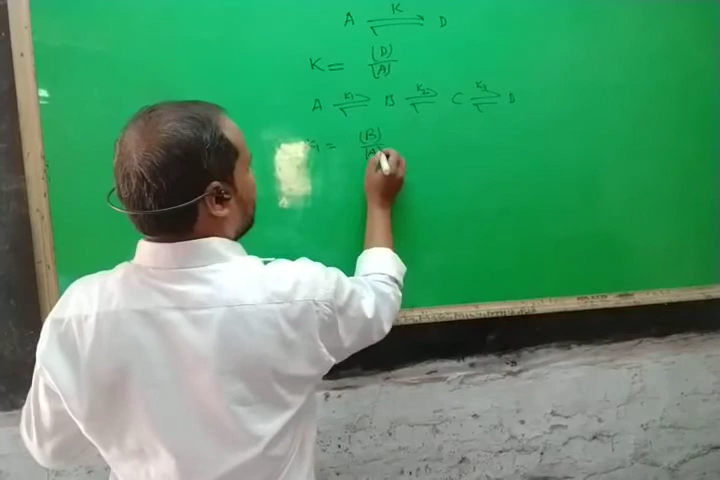 A ⇌ D
K
K = (D)/[A]
A ⇌ B ⇌ C ⇌ D
K1 K2 K3
K1 = (B)/[A]